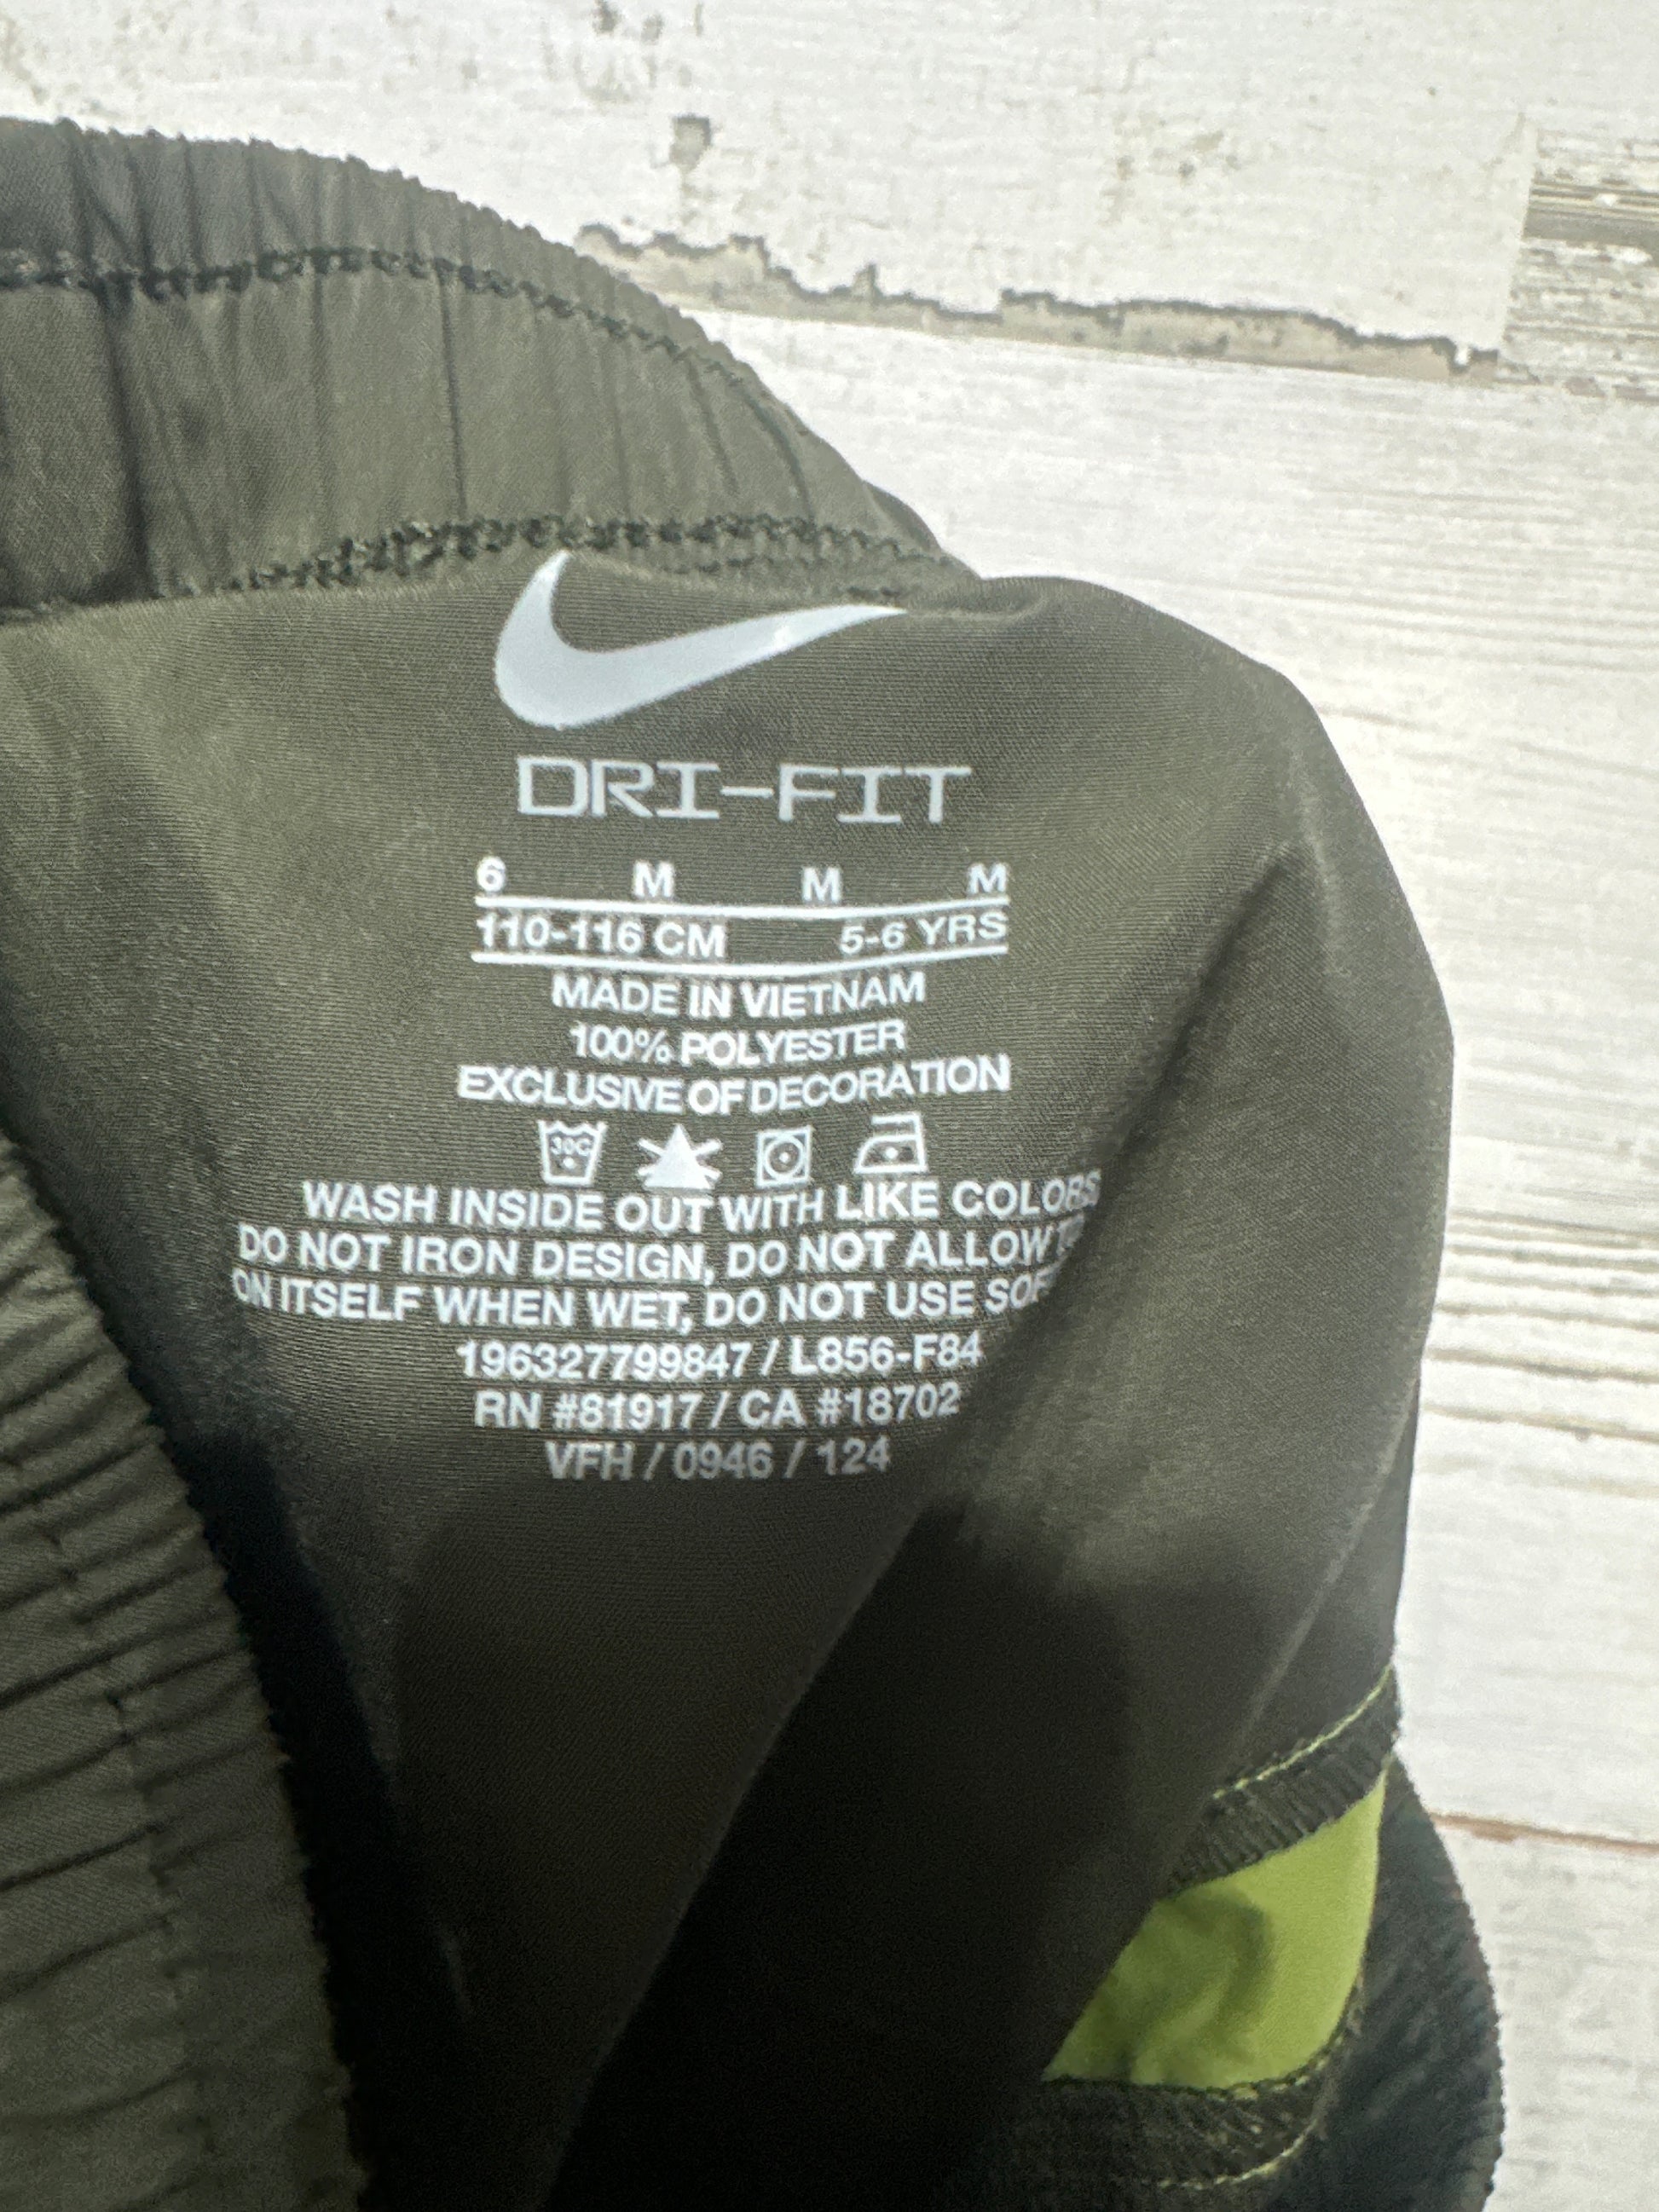 DRI-FIT
6 M M M
110-116 CM 5-6 YRS
MADE IN VIETNAM
100% POLYESTER
EXCLUSIVE OF DECORATION
30C
WASH INSIDE OUT WITH LIKE COLORS
DO NOT IRON DESIGN, DO NOT ALLOW
ON ITSELF WHEN WET, DO NOT USE
196327799847 / L856-F84
RN #81917 / CA #18702
VFH / 0946 / 124